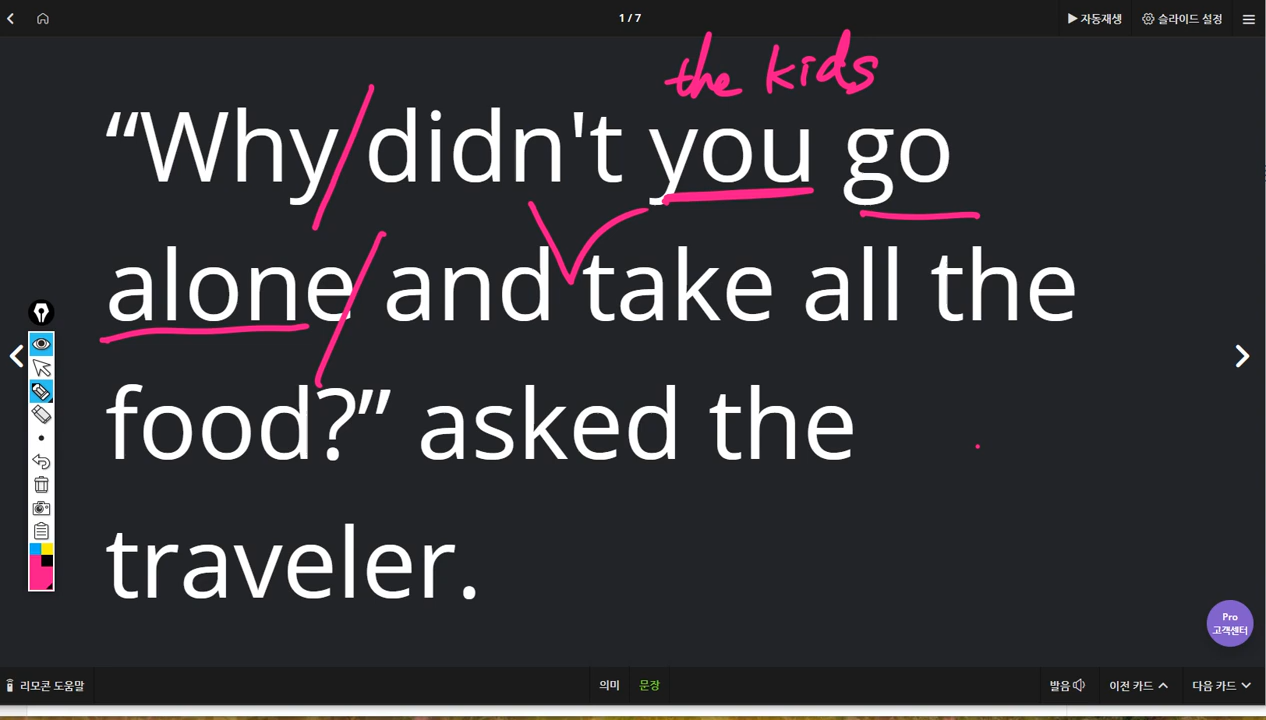 1 / 7
자동재생
슬라이드 설정
the kids
“Why didn't you go
alone and take all the
food?” asked the
traveler.
Pro
고객센터
리모콘 도움말
의미
문장
발음
이전 카드
다음 카드